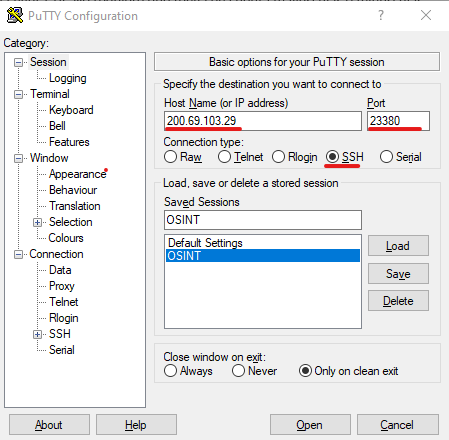 PuTTY Configuration
?
Category:
Session
Logging
Terminal
Keyboard
Bell
Features
Window
Appearance
Behaviour
Translation
Selection
Colours
Connection
Data
Proxy
Telnet
Rlogin
SSH
Serial
Basic options for your PuTTY session
Specify the destination you want to connect to
Host Name (or IP address) Port
200.69.103.29 23380
Connection type:
Raw Telnet Rlogin SSH Serial
Load, save or delete a stored session
Saved Sessions
OSINT
Default Settings
OSINT
Load
Save
Delete
Close window on exit:
Always Never Only on clean exit
About Help Open Cancel